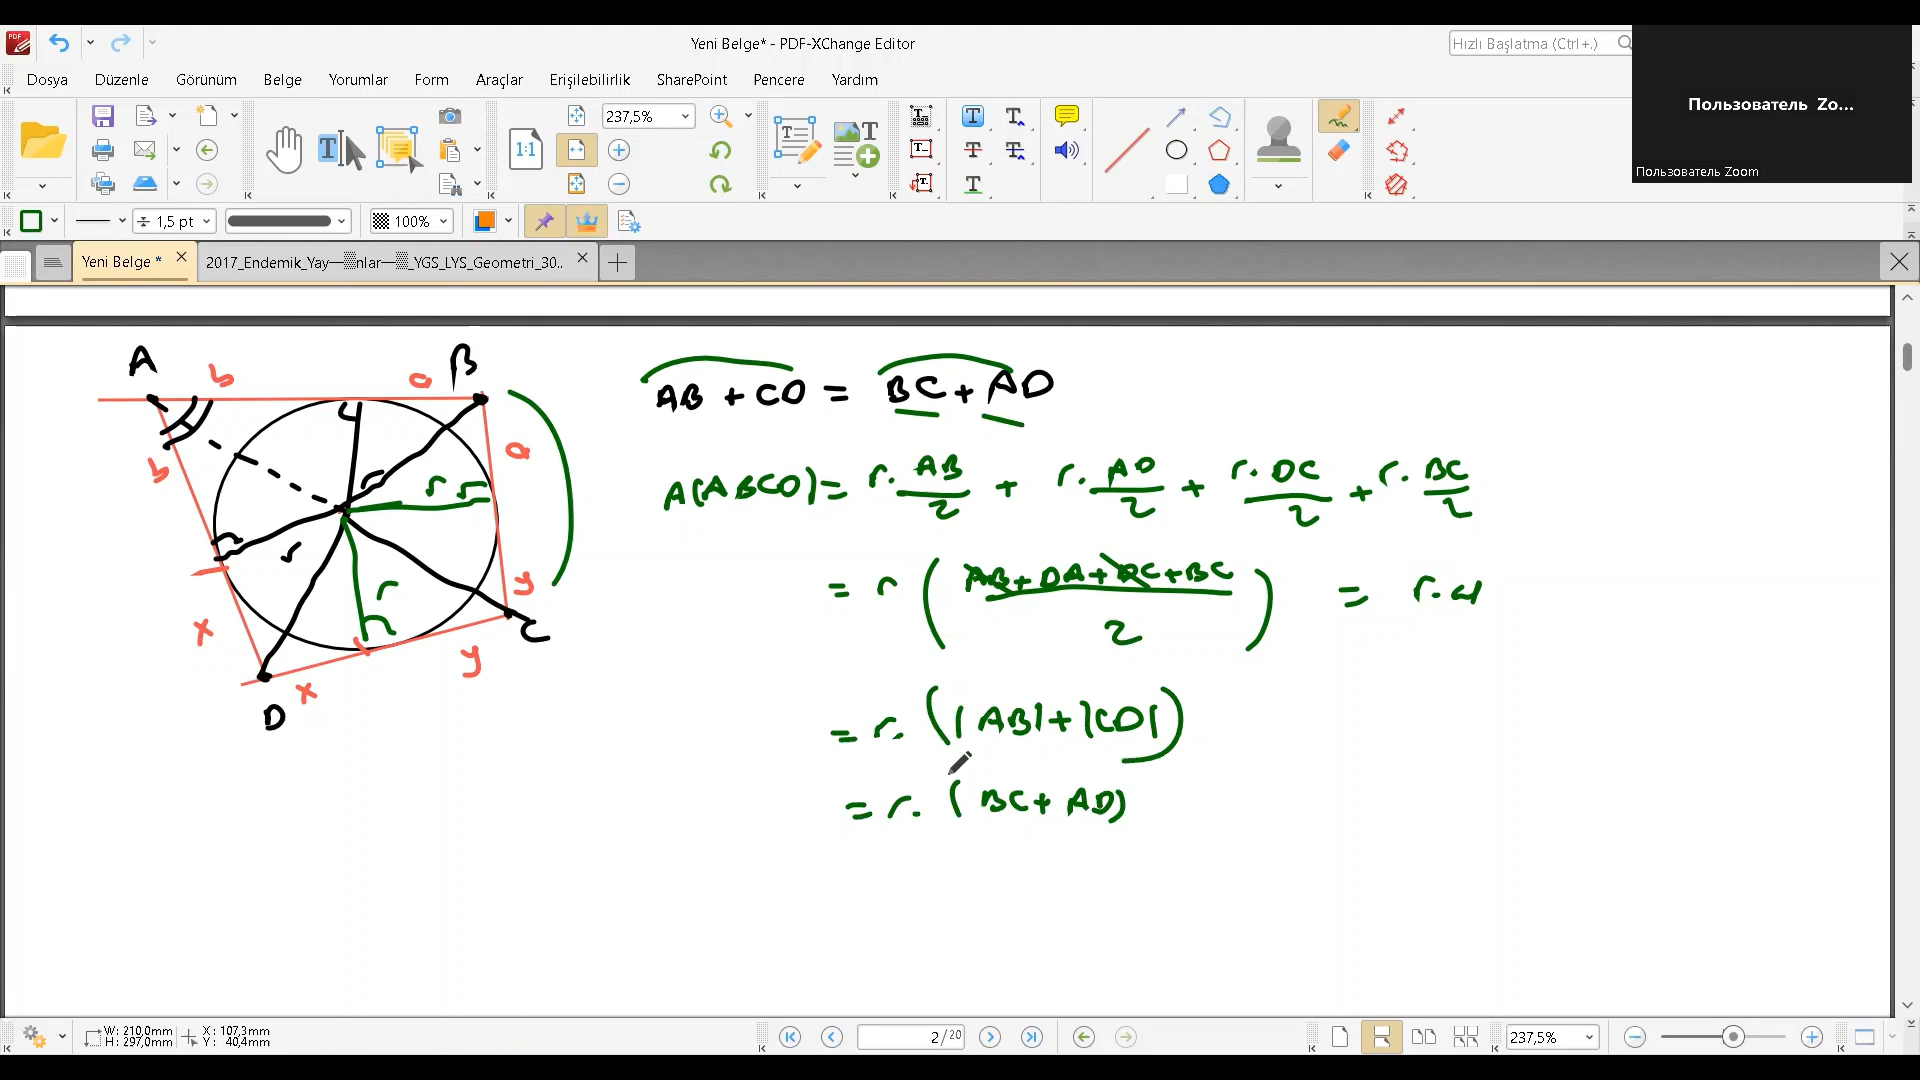 Yeni Belge* - PDF-XChange Editor
Hızlı Başlatma (Ctrl+.)
Dosya Düzenle Görünüm Belge Yorumlar Form Araçlar Erişilebilirlik SharePoint Pencere Yardım
Пользователь Zo...
Пользователь Zoom
237,5%
1:1
1,5 pt
100%
Yeni Belge *
2017_Endemik_Yay—nlar—_YGS_LYS_Geometri_30..
A b a B
b a
r
r r
x y
x y C
D
AB + CD = BC + AD
A(ABCD) = r. AB/2 + r. AD/2 + r. DC/2 + r. BC/2
= r ( AB + DA + DC + BC / 2 ) = r.u
= r. (|AB| + |CD|)
= r. (BC + AD)
W: 210,0mm
H: 297,0mm
X: 107,3mm
Y: 40,4mm
2 / 20
237,5%